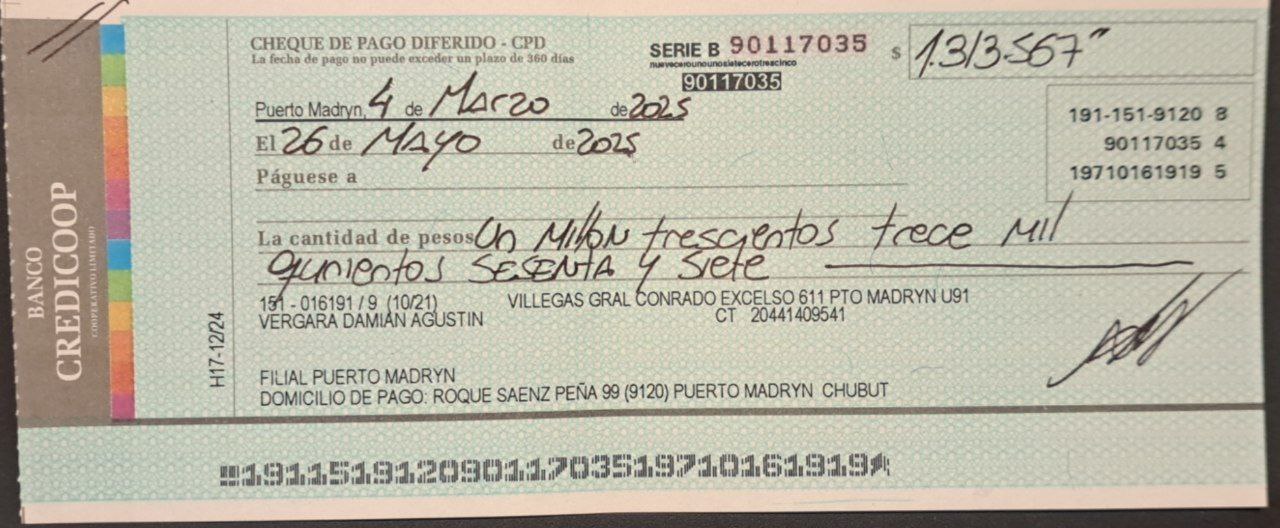 BANCO
CREDICOOP
COOPERATIVO LIMITADO
H17-12/24
CHEQUE DE PAGO DIFERIDO - CPD
La fecha de pago no puede exceder un plazo de 360 días
SERIE B 90117035
nuevecerounounosietecerotrescinco
90117035
$ 1.313.567"
191-151-9120 8
90117035 4
19710161919 5
Puerto Madryn, 4 de Marzo de 2025
El 26 de MAYO de 2025
Páguese a
La cantidad de pesos Un Millon trescientos trece Mil
qunientos SESENTA y siete
151 - 016191 / 9 (10/21) VILLEGAS GRAL CONRADO EXCELSO 611 PTO MADRYN U91
VERGARA DAMIAN AGUSTIN CT 20441409541
FILIAL PUERTO MADRYN
DOMICILIO DE PAGO: ROQUE SAENZ PEÑA 99 (9120) PUERTO MADRYN CHUBUT
19115191209011703519710161919